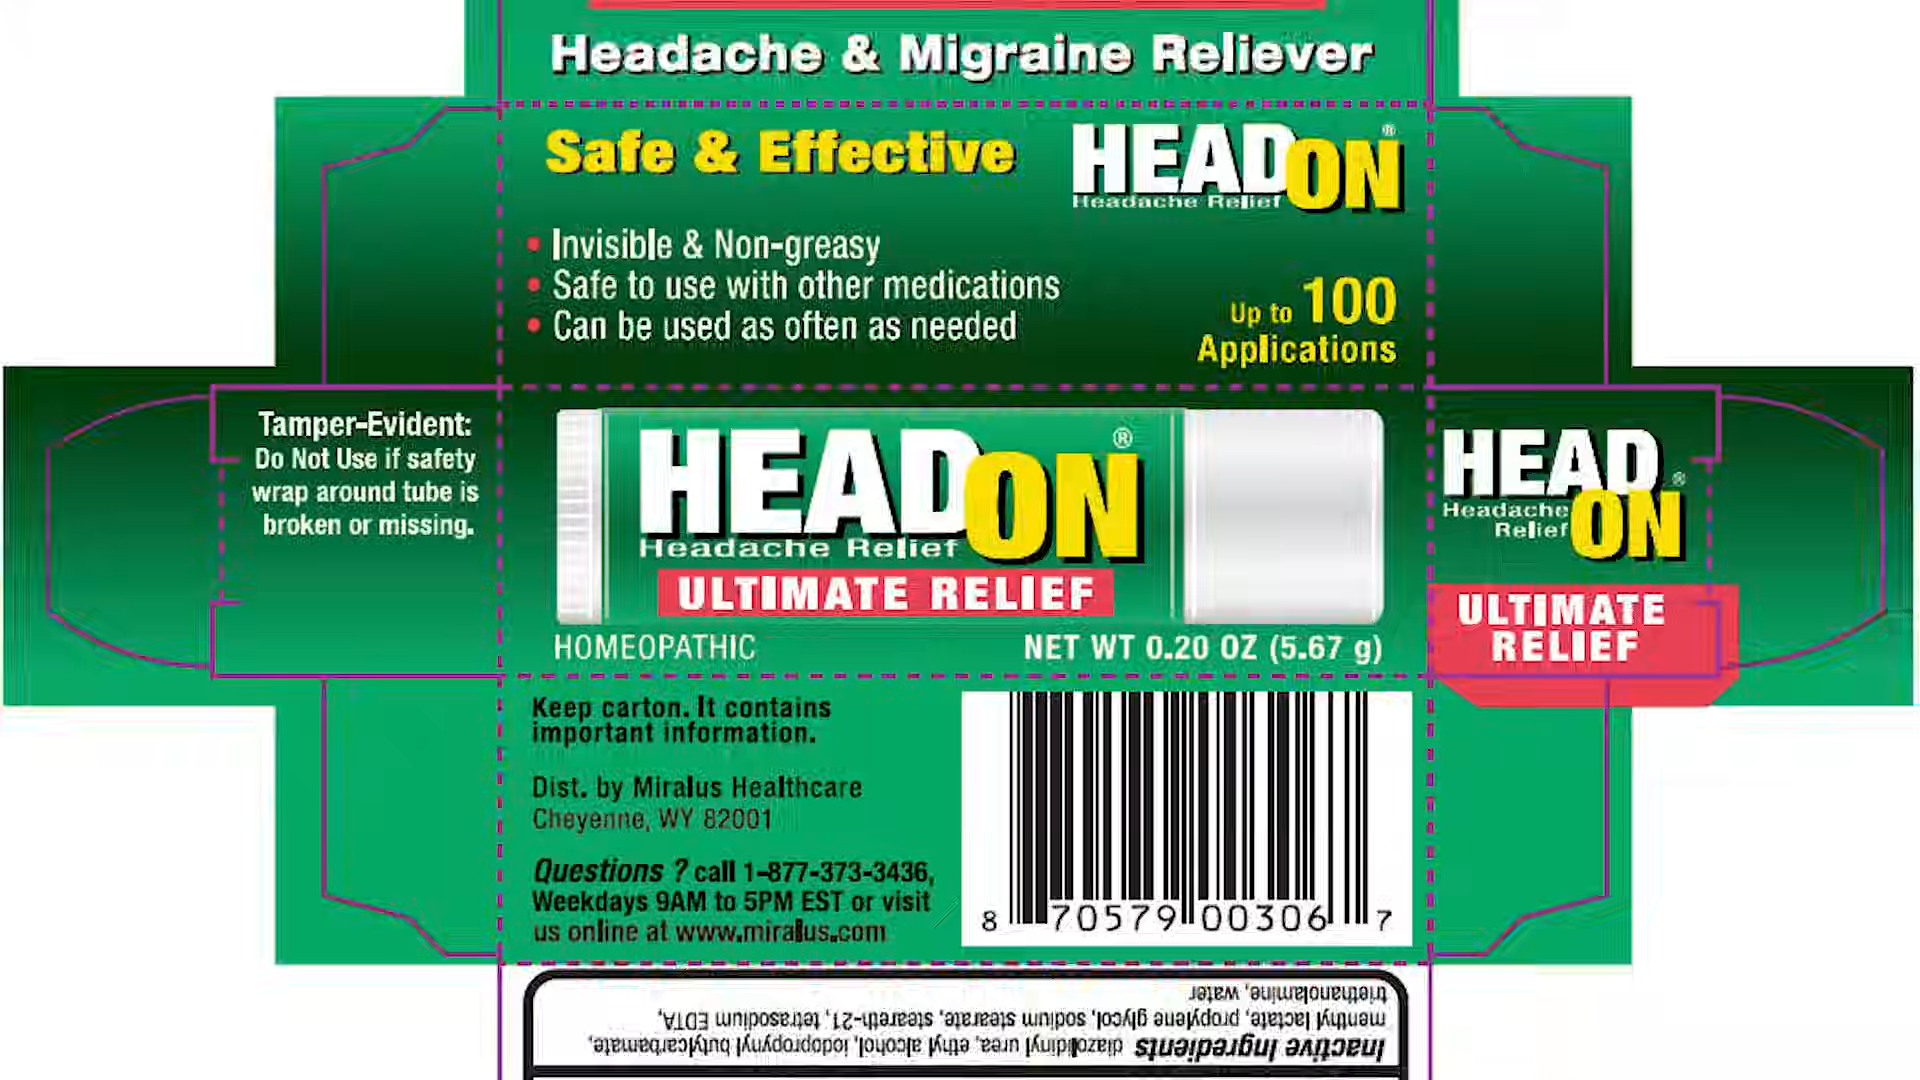 Headache & Migraine Reliever
Safe & Effective
HEADON®
Headache Relief
• Invisible & Non-greasy
• Safe to use with other medications
• Can be used as often as needed
Up to 100
Applications
Tamper-Evident:
Do Not Use if safety
wrap around tube is
broken or missing.
HEADON®
Headache Relief
ULTIMATE RELIEF
HOMEOPATHIC
NET WT 0.20 OZ (5.67 g)
HEAD
ON®
Headache
Relief
ULTIMATE
RELIEF
Keep carton. It contains
important information.
Dist. by Miralus Healthcare
Cheyenne, WY 82001
Questions ? call 1-877-373-3436,
Weekdays 9AM to 5PM EST or visit
us online at www.miralus.com
8 70579 00306 7
Inactive Ingredients diazolidinyl urea, ethyl alcohol, iodopropynyl butylcarbamate,
menthyl lactate, propylene glycol, sodium stearate, steareth-21, tetrasodium EDTA,
triethanolamine, water